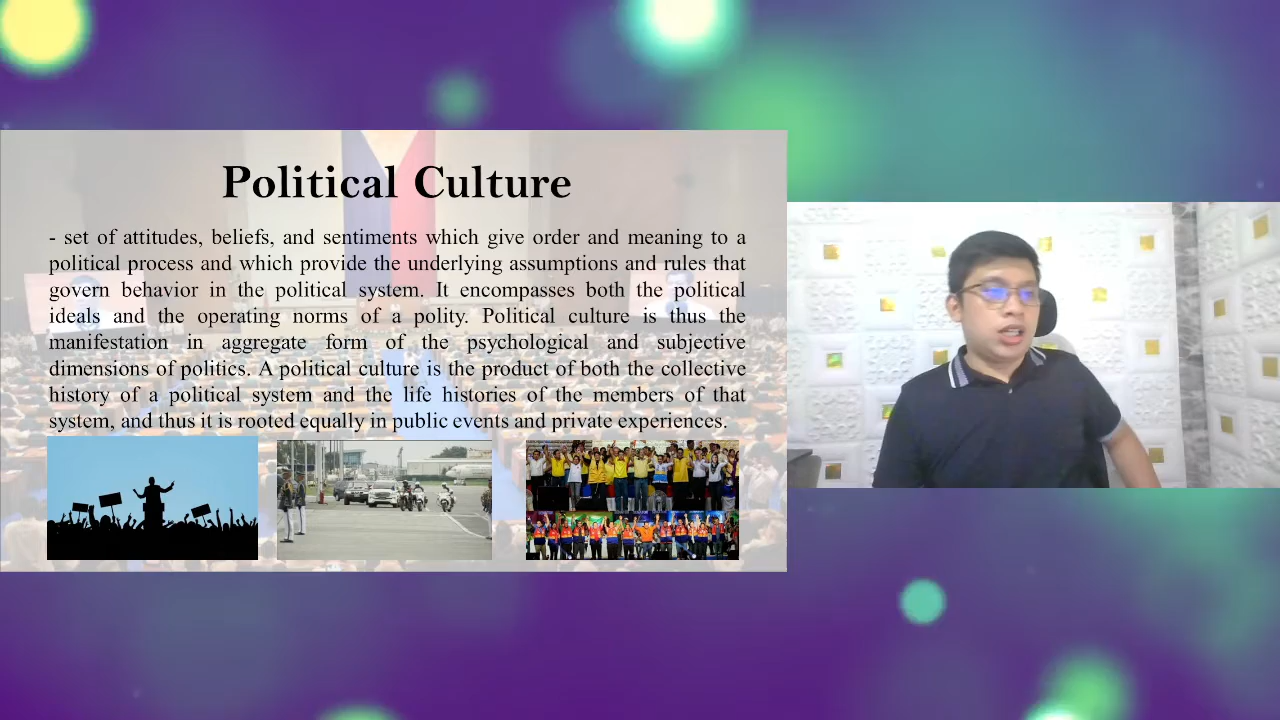 Political Culture
- set of attitudes, beliefs, and sentiments which give order and meaning to a
political process and which provide the underlying assumptions and rules that
govern behavior in the political system. It encompasses both the political
ideals and the operating norms of a polity. Political culture is thus the
manifestation in aggregate form of the psychological and subjective
dimensions of politics. A political culture is the product of both the collective
history of a political system and the life histories of the members of that
system, and thus it is rooted equally in public events and private experiences.